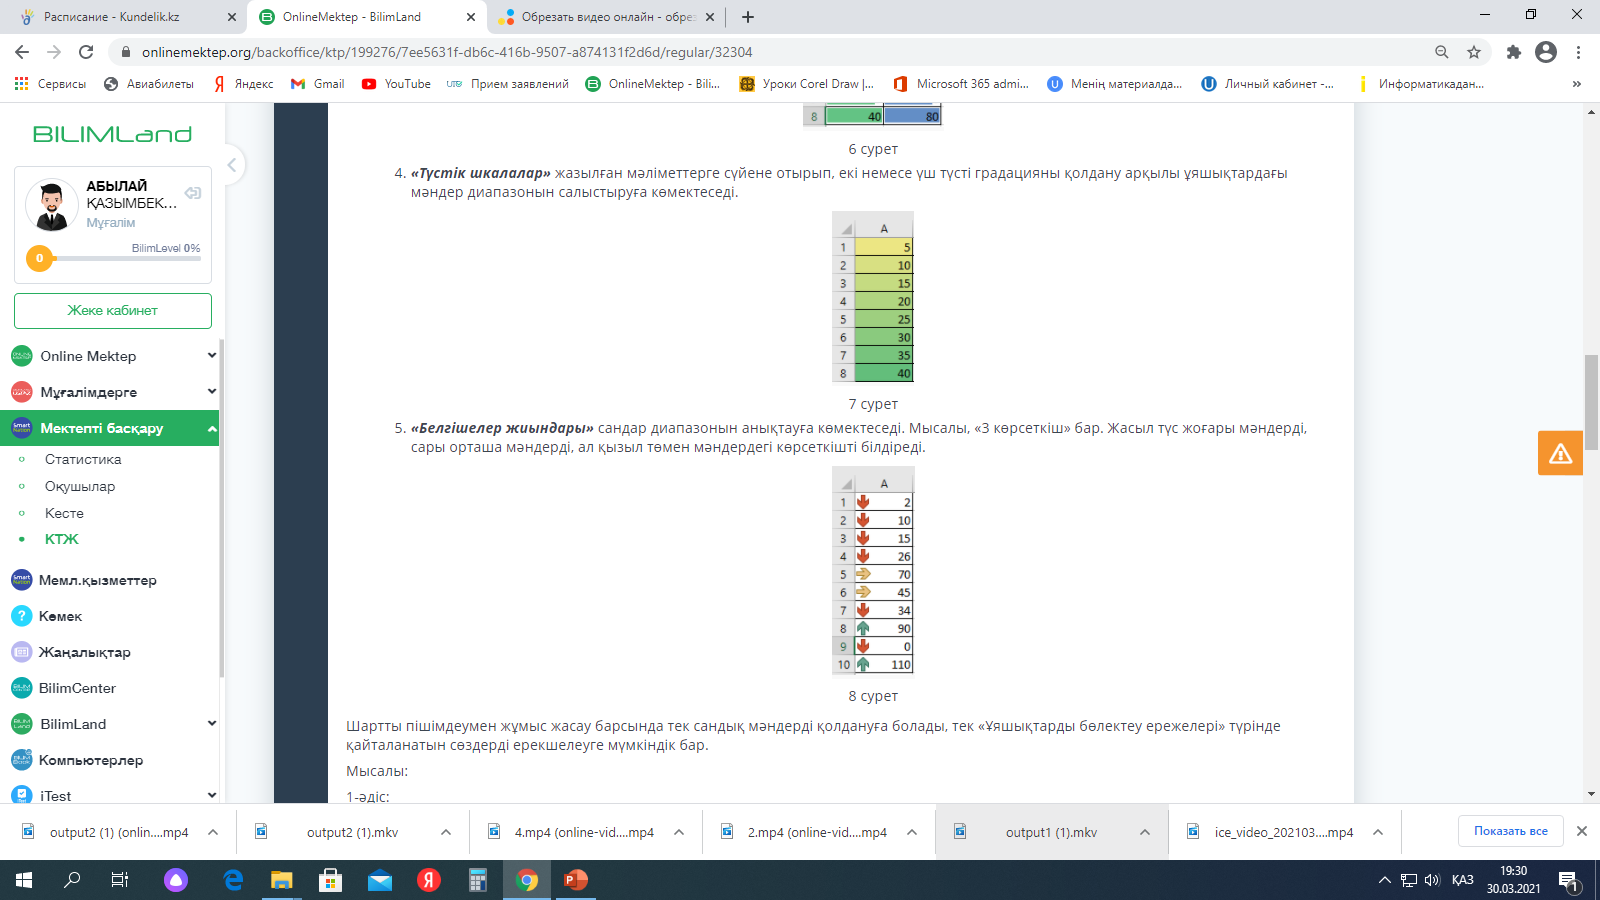 Расписание - Kundelik.kz
OnlineMektep - BilimLand
Обрезать видео онлайн - обрез
onlinemektep.org/backoffice/ktp/199276/7ee5631f-db6c-416b-9507-a874131f2d6d/regular/32304
Сервисы Авиабилеты Яндекс Gmail YouTube Прием заявлений OnlineMektep - Bili... Уроки Corel Draw |... Microsoft 365 admi... Менің материалда... Личный кабинет -... Информатикадан... »
BILIMLand
АБЫЛАЙ
ҚАЗЫМБЕК...
Мұғалім
BilimLevel 0%
0
Жеке кабинет
Online Mektep
Мұғалімдерге
Мектепті басқару
Статистика
Оқушылар
Кесте
КТЖ
Мемл.қызметтер
Көмек
Жаңалықтар
BilimCenter
BilimLand
Компьютерлер
iTest
8 40 80
6 сурет
4. «Түстік шкалалар» жазылған мәліметтерге сүйене отырып, екі немесе үш түсті градацияны қолдану арқылы ұяшықтардағы
мәндер диапазонын салыстыруға көмектеседі.
A
1 5
2 10
3 15
4 20
5 25
6 30
7 35
8 40
7 сурет
5. «Белгішелер жиындары» сандар диапазонын анықтауға көмектеседі. Мысалы, «3 көрсеткіш» бар. Жасыл түс жоғары мәндерді,
сары орташа мәндерді, ал қызыл төмен мәндердегі көрсеткішті білдіреді.
A
1 2
2 10
3 15
4 26
5 70
6 45
7 34
8 90
9 0
10 110
8 сурет
Шартты пішімдеумен жұмыс жасау барсында тек сандық мәндерді қолдануға болады, тек «Ұяшықтарды бөлектеу ережелері» түрінде
қайталанатын сөздерді ерекшелеуге мүмкіндік бар.
Мысалы:
1-әдіс:
output2 (1) (onlin....mp4
output2 (1).mkv
4.mp4 (online-vid....mp4
2.mp4 (online-vid....mp4
output1 (1).mkv
ice_video_202103....mp4
Показать все
ҚАЗ
19:30
30.03.2021
1